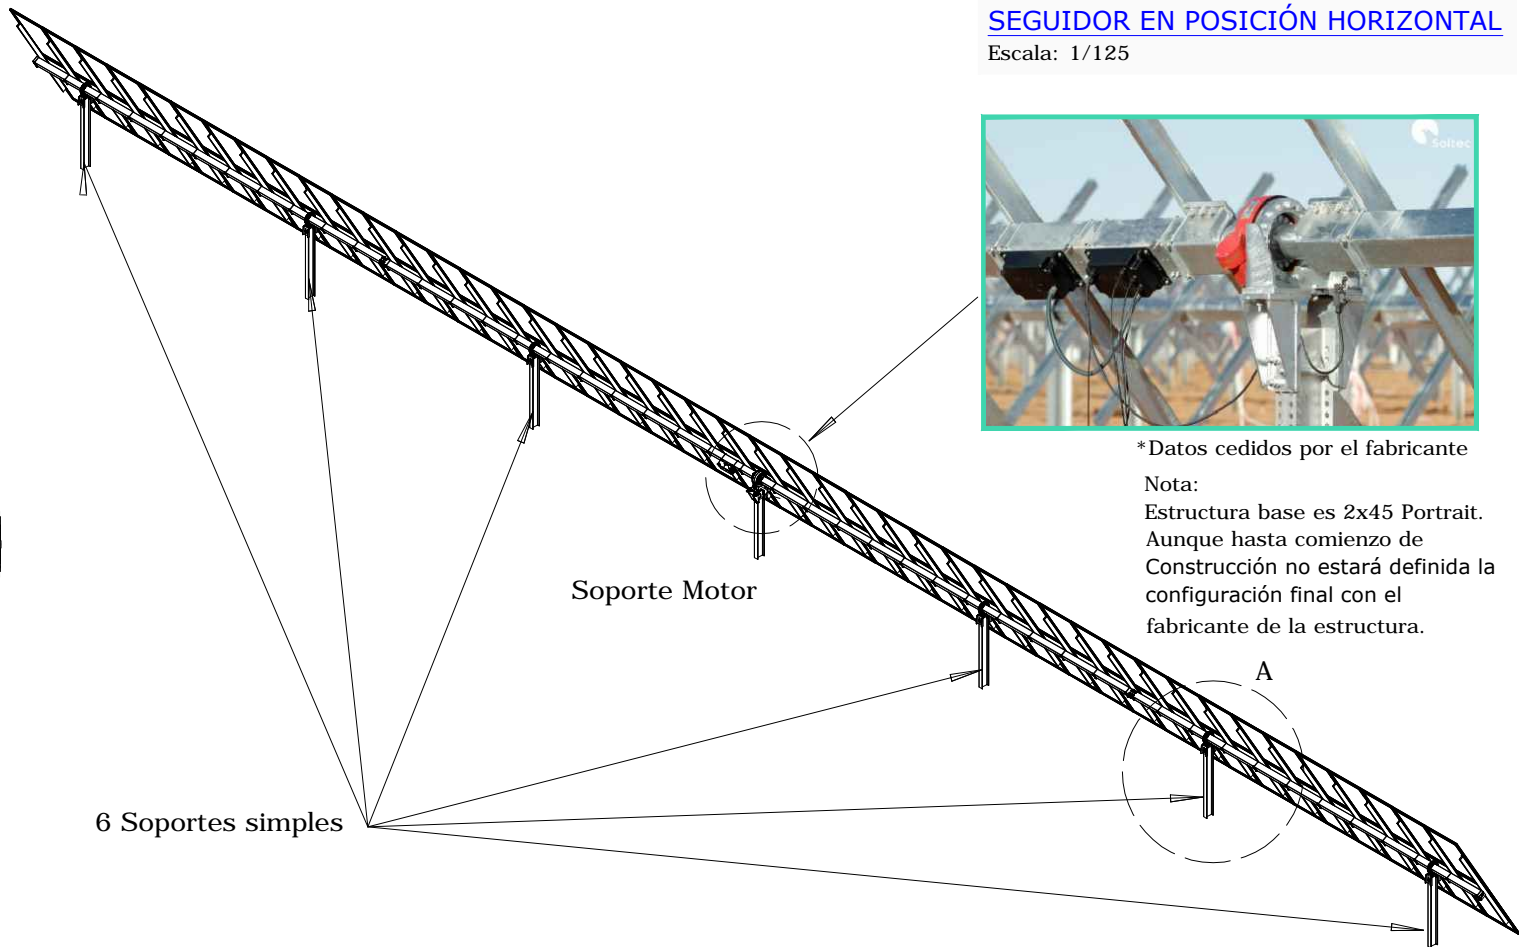 SEGUIDOR EN POSICIÓN HORIZONTAL
Escala: 1/125
Soltec
*Datos cedidos por el fabricante
Nota:
Estructura base es 2x45 Portrait.
Aunque hasta comienzo de
Construcción no estará definida la
configuración final con el
fabricante de la estructura.
Soporte Motor
A
6 Soportes simples